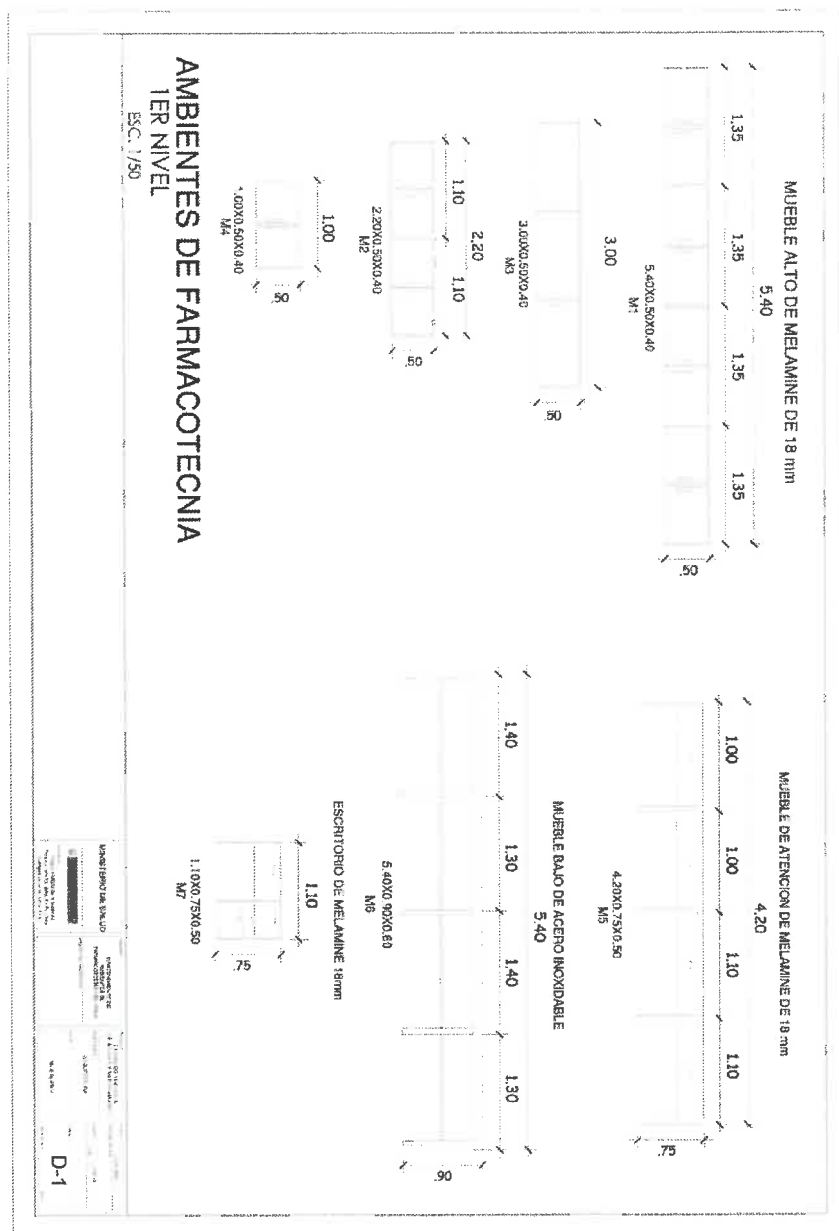 MUEBLE ALTO DE MELAMINE DE 18 mm
5.40
1.35 1.35 1.35 1.35
.50
5.40X0.50X0.40
M1
3.00
.50
3.00X0.50X0.40
M3
2.20
1.10 1.10
.50
2.20X0.50X0.40
M2
1.00
.50
1.00X0.50X0.40
M4
MUEBLE DE ATENCION DE MELAMINE DE 18 mm
4.20
1.00 1.00 1.10 1.10
.75
4.20X0.75X0.50
M5
MUEBLE BAJO DE ACERO INOXIDABLE
5.40
1.40 1.30 1.40 1.30
.90
5.40X0.90X0.60
M6
ESCRITORIO DE MELAMINE 18mm
1.10
.75
1.10X0.75X0.50
M7
AMBIENTES DE FARMACOTECNIA
1ER NIVEL
ESC. 1/50
MINISTERIO DE SALUD
D-1